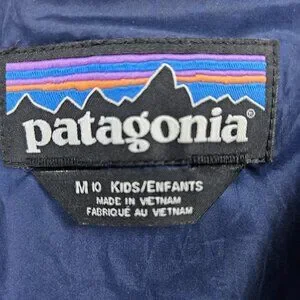 patagonia®
M 10 KIDS/ENFANTS
MADE IN VIETNAM
FABRIQUÉ AU VIETNAM